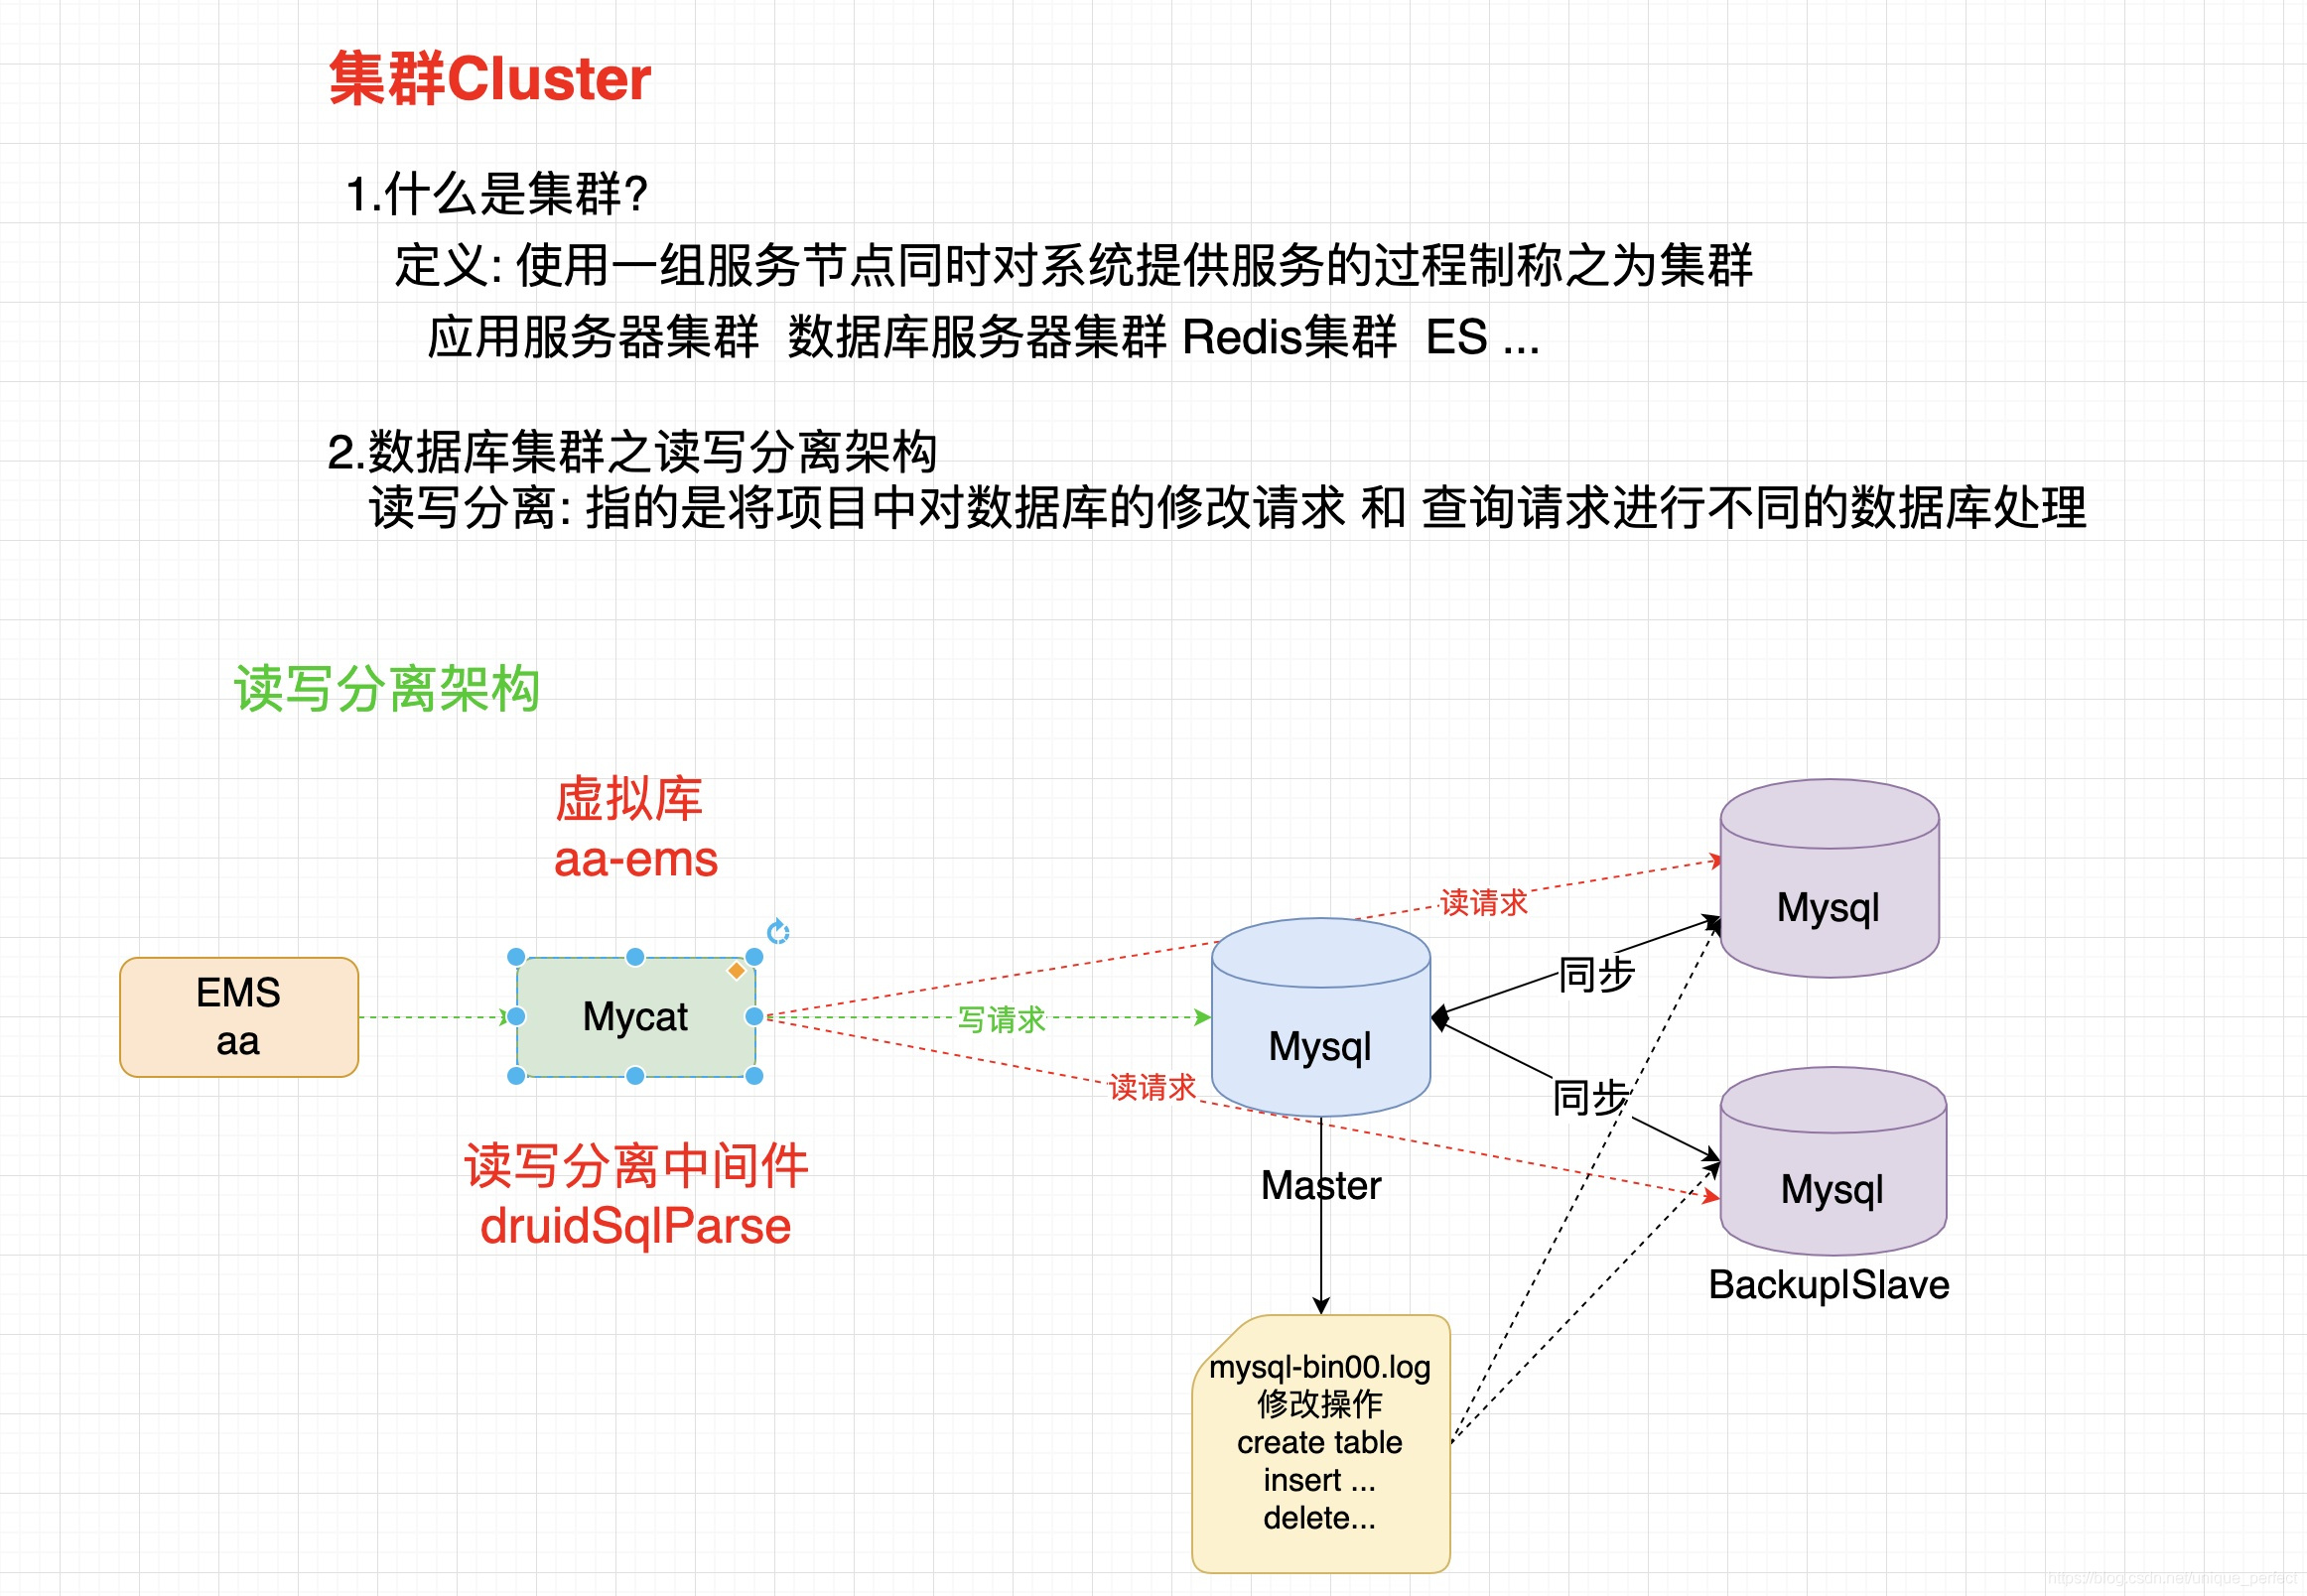 集群Cluster
1.什么是集群?
定义: 使用一组服务节点同时对系统提供服务的过程制称之为集群
应用服务器集群  数据库服务器集群 Redis集群  ES ...
2.数据库集群之读写分离架构
读写分离: 指的是将项目中对数据库的修改请求 和 查询请求进行不同的数据库处理
读写分离架构
虚拟库
aa-ems
EMS
aa
Mycat
读写分离中间件
druidSqlParse
读请求
写请求
读请求
Mysql
Master
同步
同步
Mysql
Mysql
Backup|Slave
mysql-bin00.log
修改操作
create table
insert ...
delete...
https://blog.csdn.net/unique_perfect